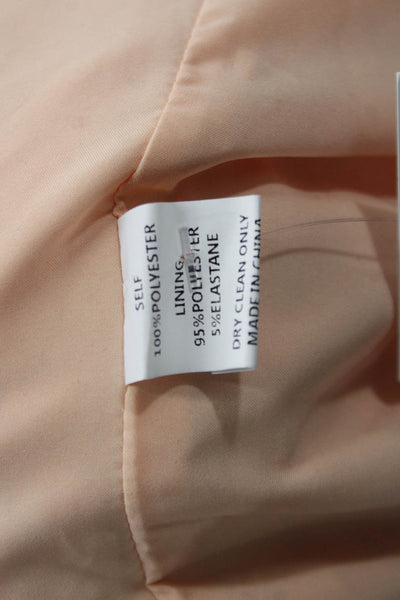 SELF
100%POLYESTER
LINING
95%POLYESTER
5%ELASTANE
DRY CLEAN ONLY
MADE IN CHINA